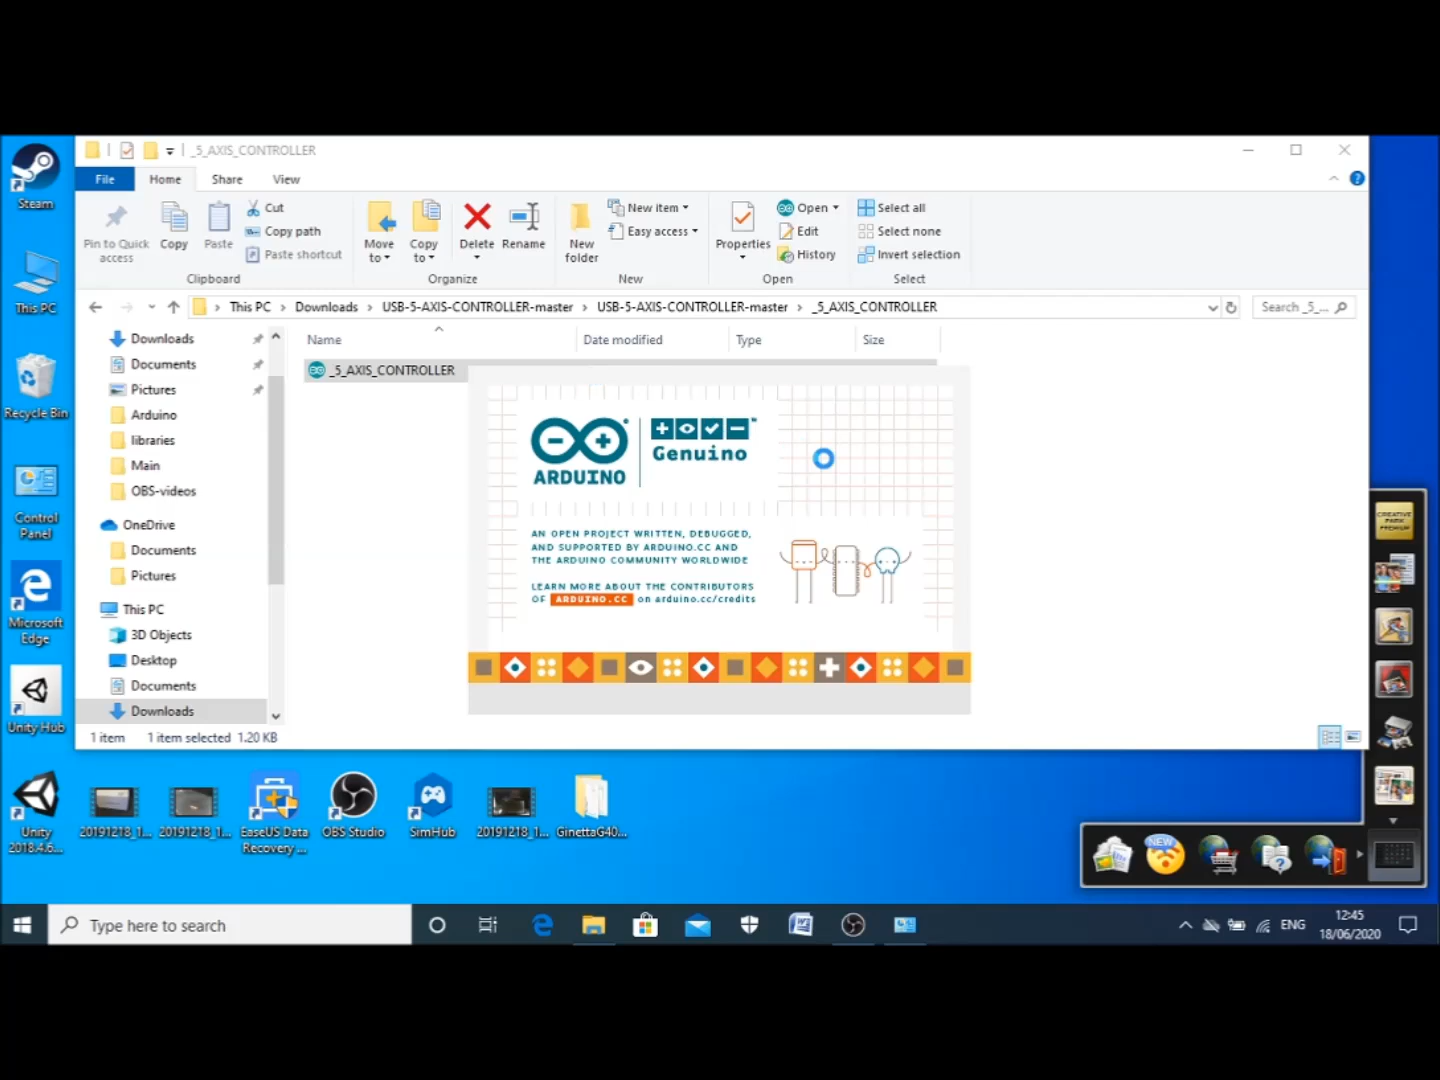 _5_AXIS_CONTROLLER
File
Home
Share
View
Pin to Quick access
Copy
Paste
Cut
Copy path
Paste shortcut
Clipboard
Move to
Copy to
Delete
Rename
Organize
New folder
New item
Easy access
New
Properties
Open
Edit
History
Open
Select all
Select none
Invert selection
Select
This PC > Downloads > USB-5-AXIS-CONTROLLER-master > USB-5-AXIS-CONTROLLER-master > _5_AXIS_CONTROLLER
Search _5_...
Name
Date modified
Type
Size
_5_AXIS_CONTROLLER
Downloads
Documents
Pictures
Arduino
libraries
Main
OBS-videos
OneDrive
Documents
Pictures
This PC
3D Objects
Desktop
Documents
Downloads
1 item
1 item selected 1.20 KB
ARDUINO
Genuino
AN OPEN PROJECT WRITTEN, DEBUGGED,
AND SUPPORTED BY ARDUINO.CC AND
THE ARDUINO COMMUNITY WORLDWIDE
LEARN MORE ABOUT THE CONTRIBUTORS
OF ARDUINO.CC on arduino.cc/credits
Steam
This PC
Recycle Bin
Control Panel
Microsoft Edge
Unity Hub
Unity 2018.4.6...
20191218_1...
20191218_1...
EaseUS Data Recovery ...
OBS Studio
SimHub
20191218_1...
GinettaG40...
CREATIVE PARK PREMIUM
NEW
Type here to search
ENG
12:45
18/06/2020